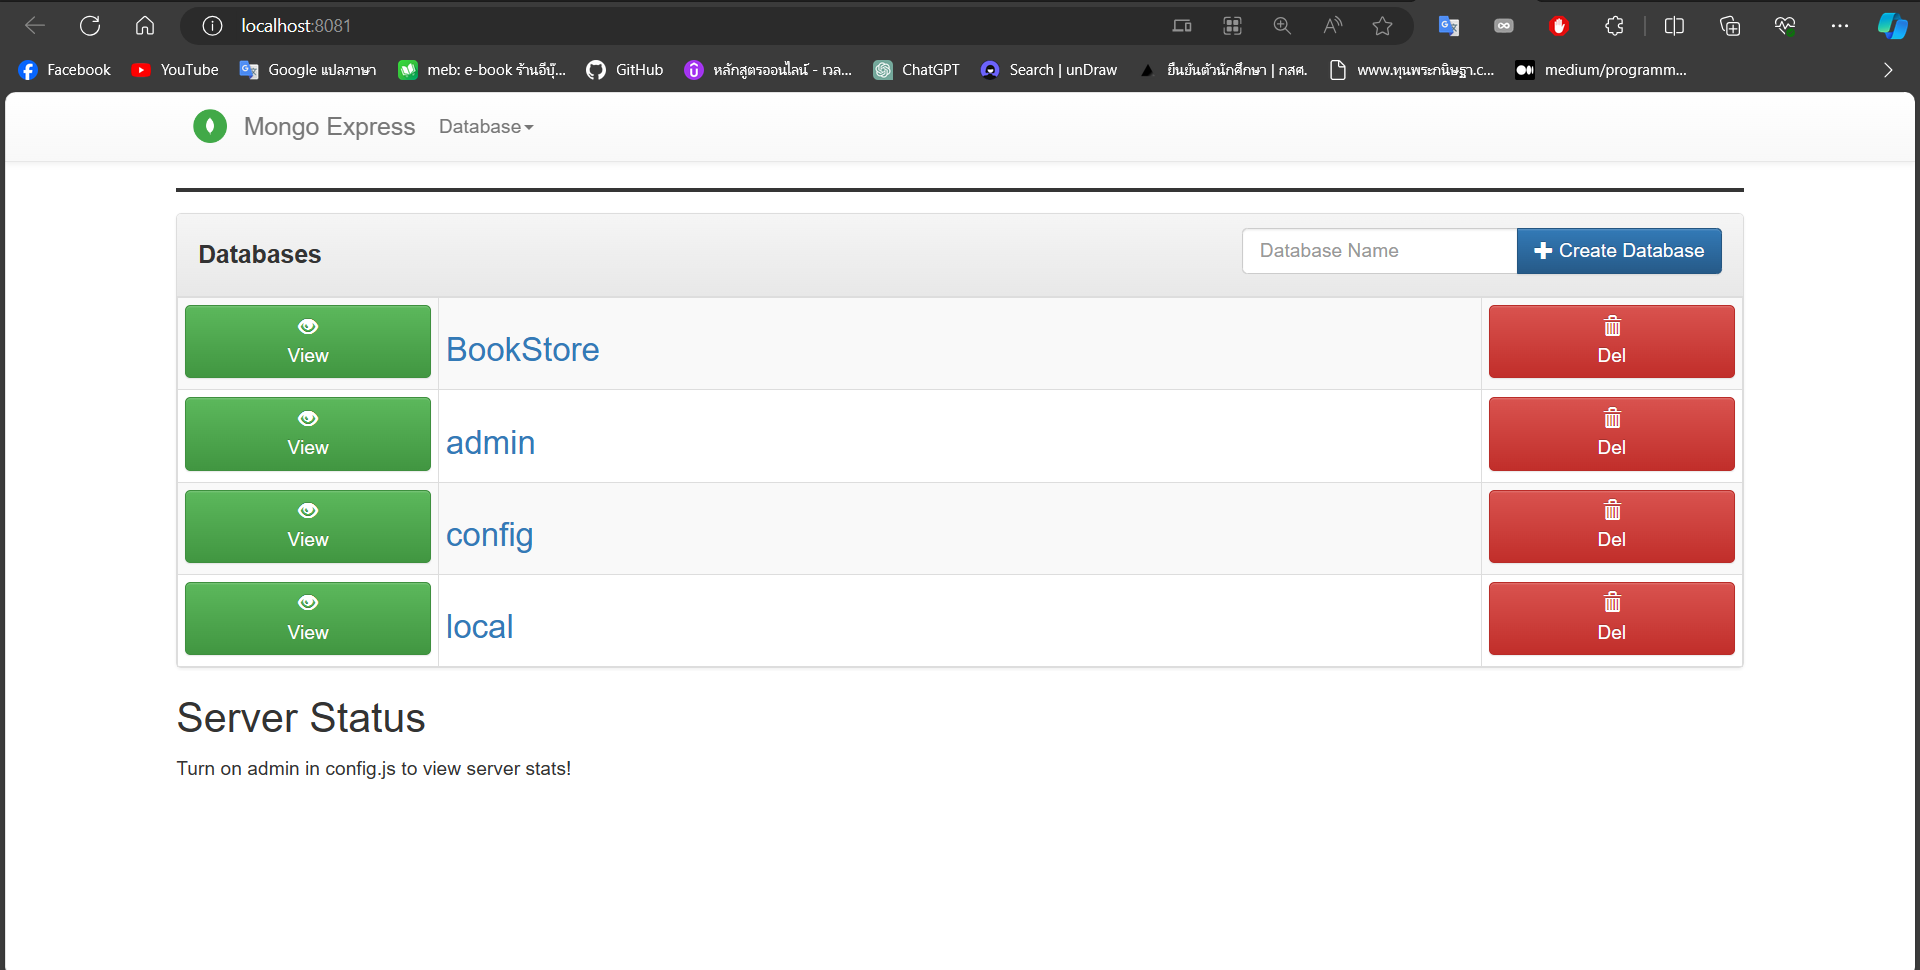 localhost:8081
Facebook YouTube Google แปลภาษา meb: e-book ร้านอีบุ๊... GitHub หลักสูตรออนไลน์ - เวล... ChatGPT Search | unDraw ยืนยันตัวนักศึกษา | กสศ. www.ทุนพระกนิษฐา.c... medium/programm...
Mongo Express Database
Databases Database Name Create Database
View BookStore Del
View admin Del
View config Del
View local Del
Server Status
Turn on admin in config.js to view server stats!